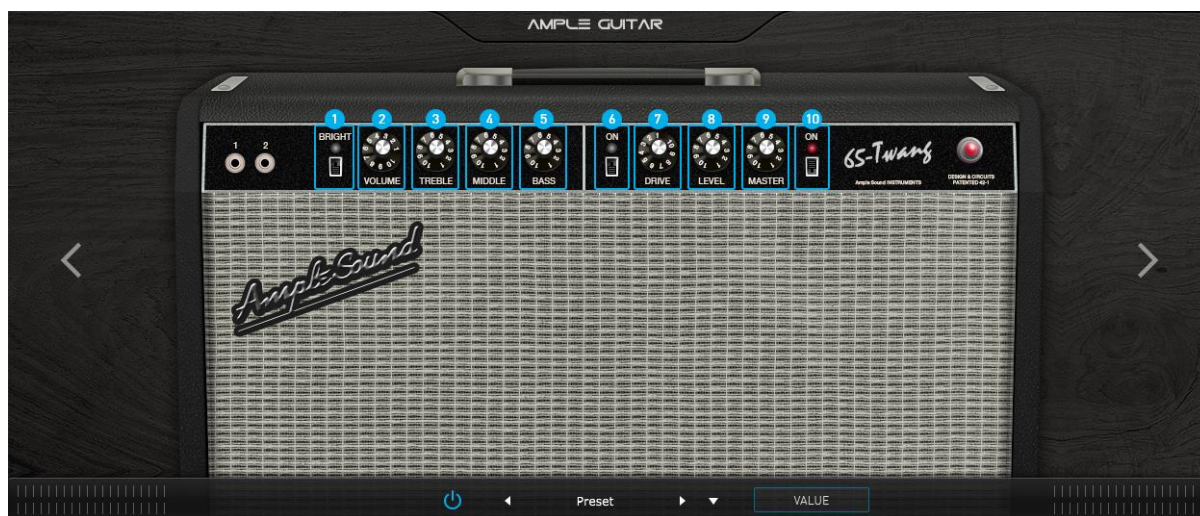 AMPLE GUITAR
1 2 3 4 5 6 7 8 9 10
1 2
BRIGHT
VOLUME
TREBLE
MIDDLE
BASS
ON
DRIVE
LEVEL
MASTER
ON
65-Twang
Ample Sound INSTRUMENTS
DESIGN & CIRCUITS
PATENTED 42-1
Ample Sound
Preset
VALUE